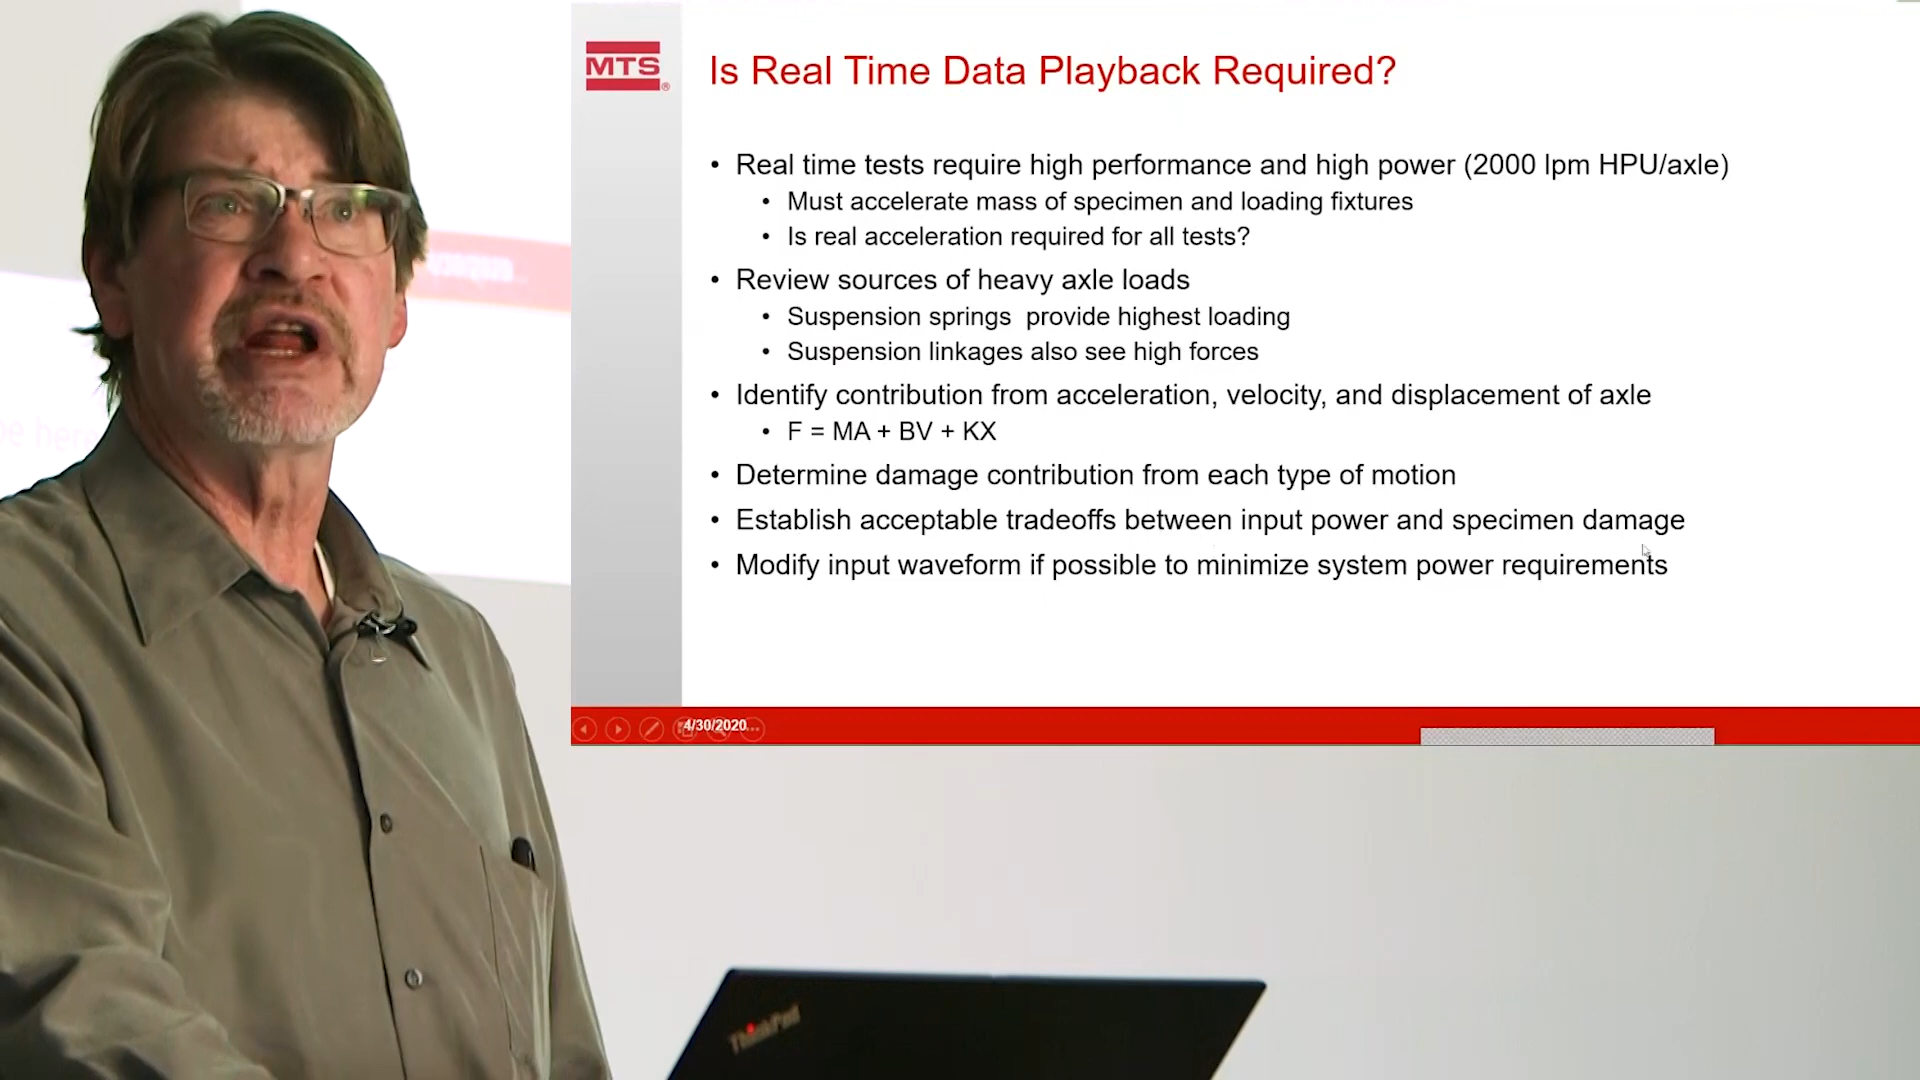 MTS®
Is Real Time Data Playback Required?
• Real time tests require high performance and high power (2000 lpm HPU/axle)
• Must accelerate mass of specimen and loading fixtures
• Is real acceleration required for all tests?
• Review sources of heavy axle loads
• Suspension springs provide highest loading
• Suspension linkages also see high forces
• Identify contribution from acceleration, velocity, and displacement of axle
• F = MA + BV + KX
• Determine damage contribution from each type of motion
• Establish acceptable tradeoffs between input power and specimen damage
• Modify input waveform if possible to minimize system power requirements
4/30/2020
be here
ThinkPad